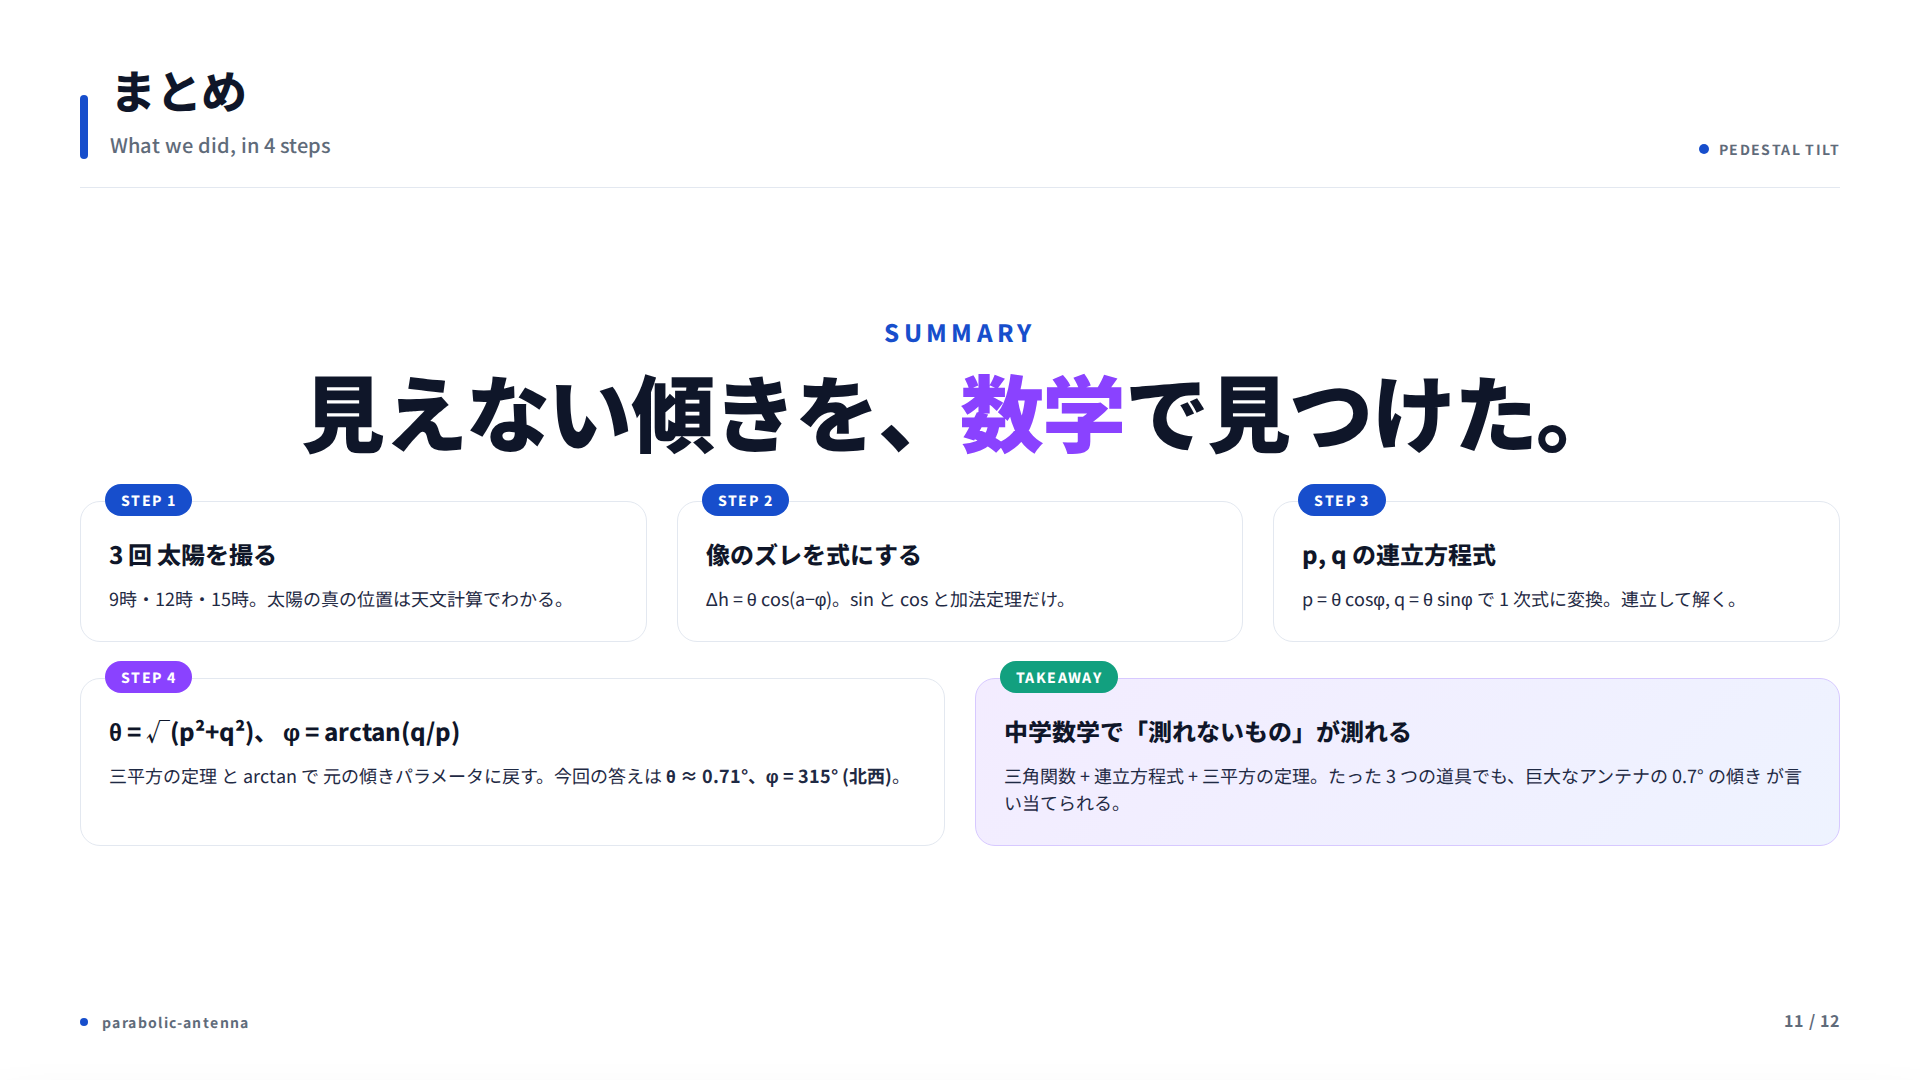 まとめ
What we did, in 4 steps
PEDESTAL TILT
SUMMARY
見えない傾きを、数学で見つけた。
STEP 1
3 回 太陽を撮る
9時・12時・15時。太陽の真の位置は天文計算でわかる。
STEP 2
像のズレを式にする
Δh = θ cos(a−φ)。sin と cos と加法定理だけ。
STEP 3
p, q の連立方程式
p = θ cosφ, q = θ sinφ で 1 次式に変換。連立して解く。
STEP 4
θ = √(p²+q²)、 φ = arctan(q/p)
三平方の定理 と arctan で 元の傾きパラメータに戻す。今回の答えは θ ≈ 0.71°、φ = 315° (北西)。
TAKEAWAY
中学数学で「測れないもの」が測れる
三角関数 + 連立方程式 + 三平方の定理。たった 3 つの道具でも、巨大なアンテナの 0.7° の傾き が言
い当てられる。
parabolic-antenna
11 / 12